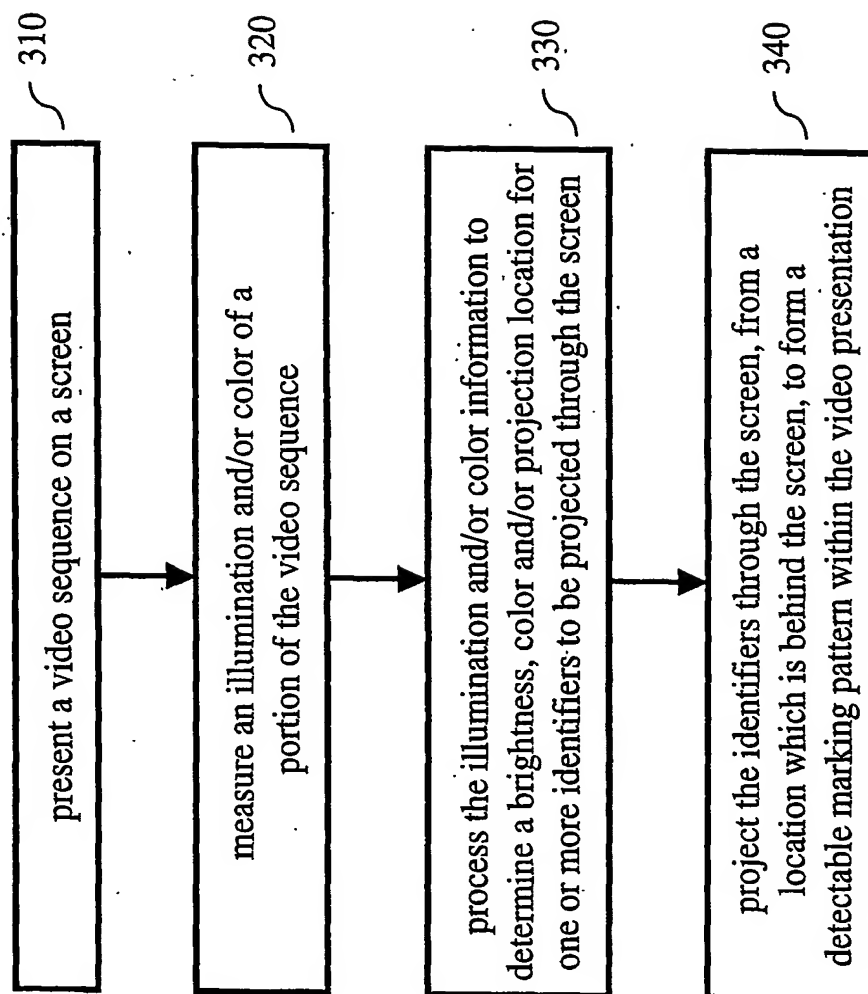 present a video sequence on a screen
310
measure an illumination and/or color of a
portion of the video sequence
320
process the illumination and/or color information to
determine a brightness, color and/or projection location for
one or more identifiers to be projected through the screen
330
project the identifiers through the screen, from a
location which is behind the screen, to form a
detectable marking pattern within the video presentation
340